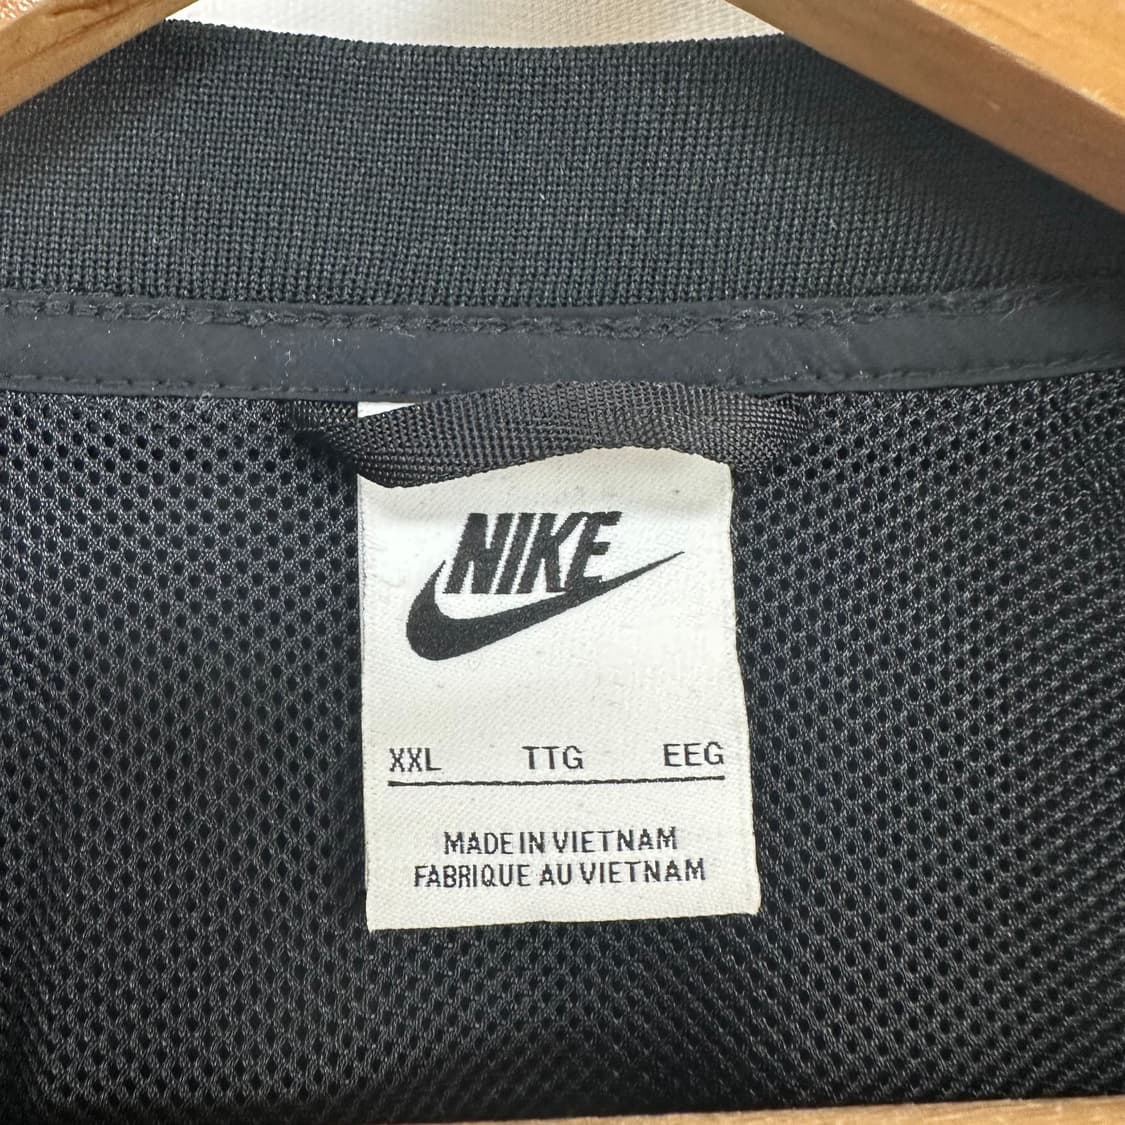 NIKE
XXL TTG EEG
MADE IN VIETNAM
FABRIQUE AU VIETNAM